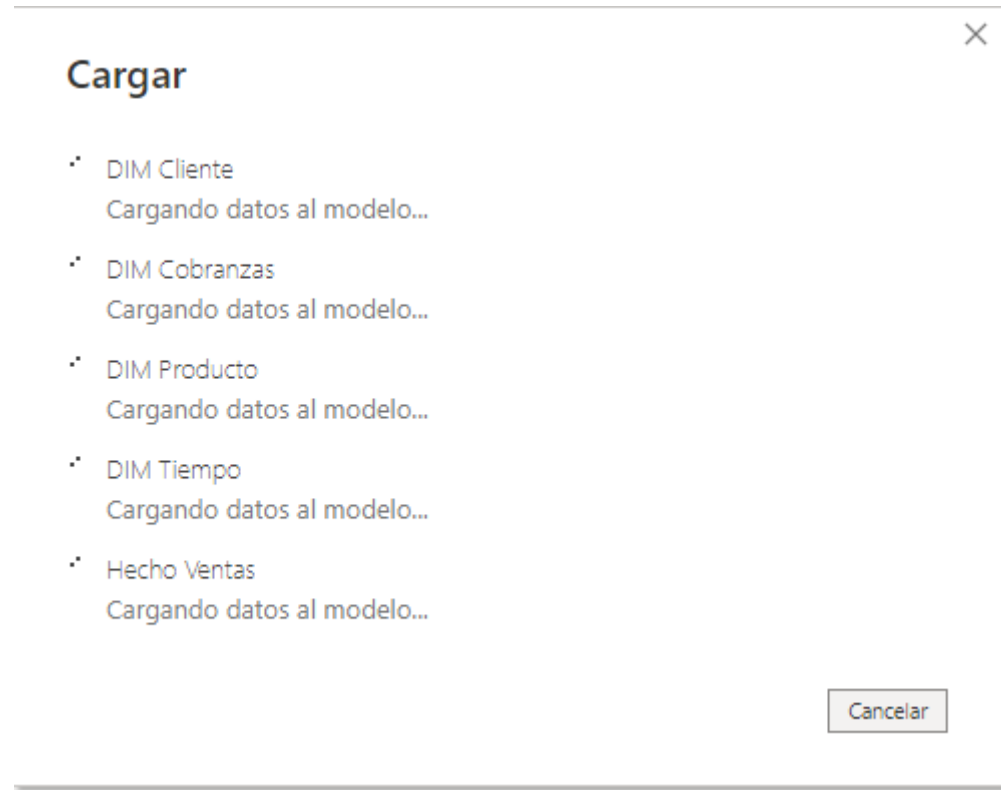 Cargar
DIM Cliente
Cargando datos al modelo...
DIM Cobranzas
Cargando datos al modelo...
DIM Producto
Cargando datos al modelo...
DIM Tiempo
Cargando datos al modelo...
Hecho Ventas
Cargando datos al modelo...
Cancelar